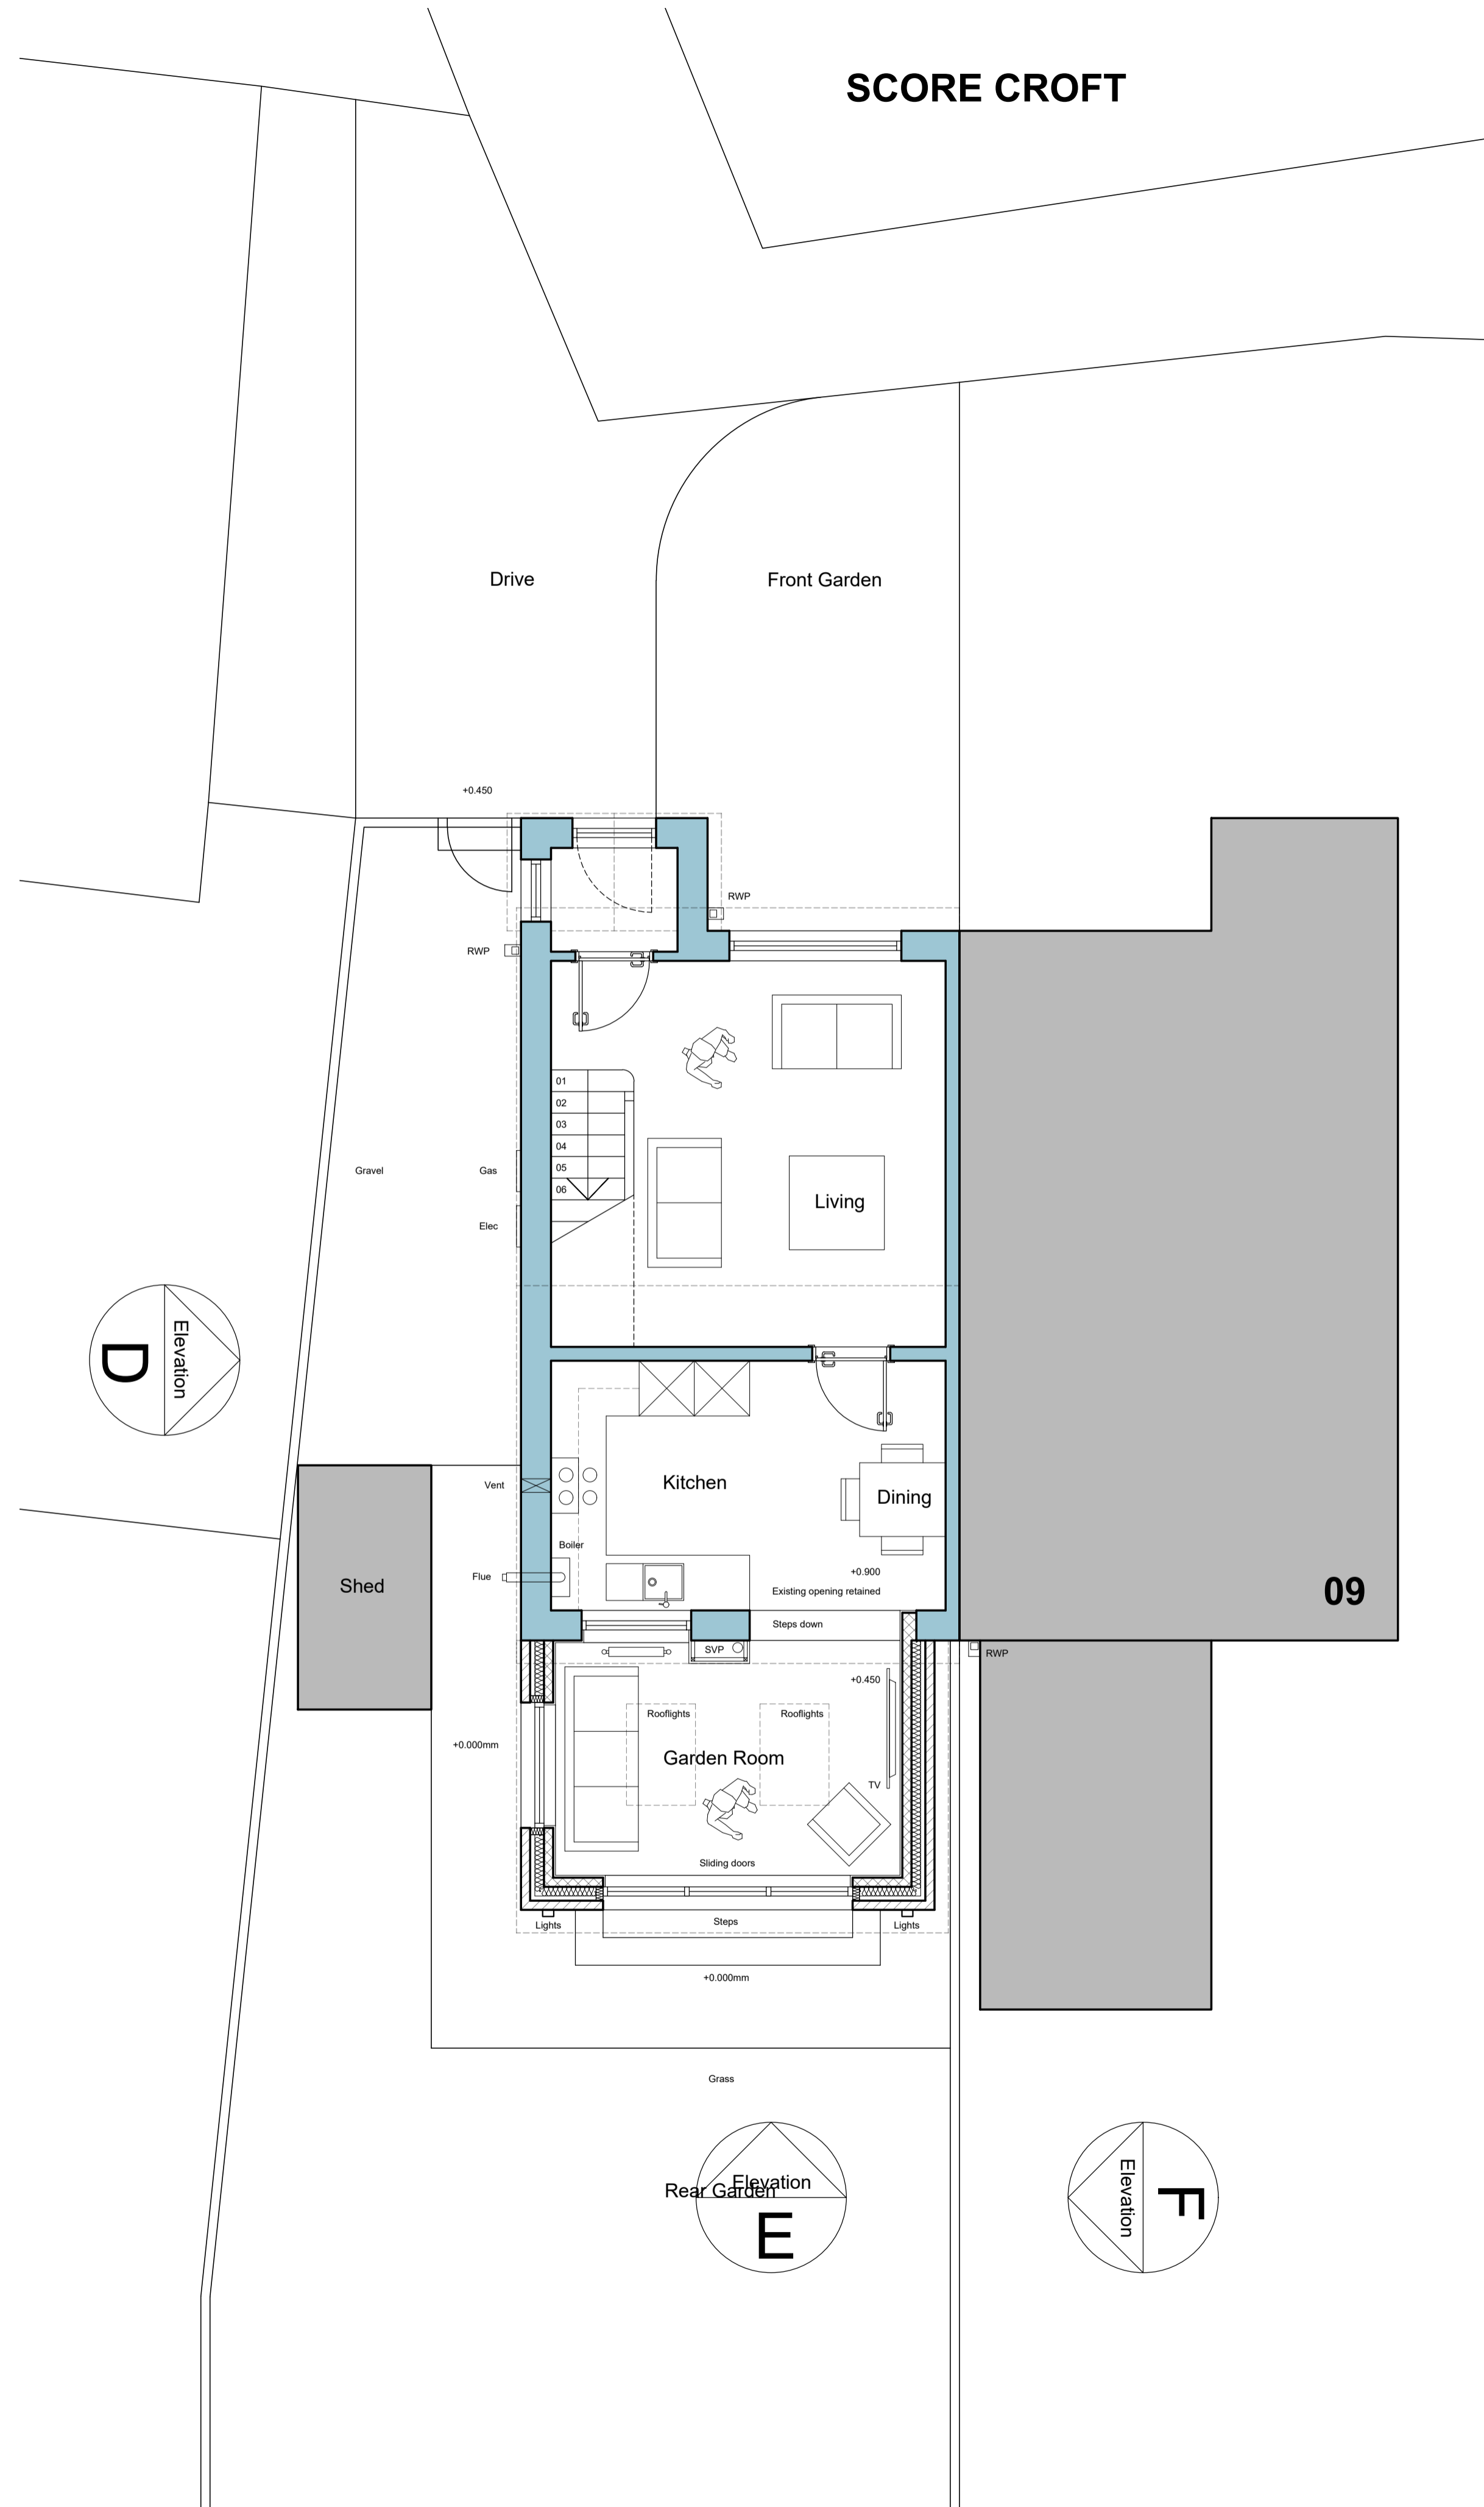 SCORE CROFT
Drive
Front Garden
+0.450
RWP
RWP
01
02
03
04
05
06
Gravel
Gas
Elec
Living
Elevation
D
Kitchen
Vent
Dining
Boiler
Flue
+0.900
Existing opening retained
Shed
09
Steps down
SVP
RWP
+0.450
Rooflights
Rooflights
+0.000mm
Garden Room
TV
Sliding doors
Lights
Steps
Lights
+0.000mm
Grass
Elevation
Rear Garden
E
Elevation
F